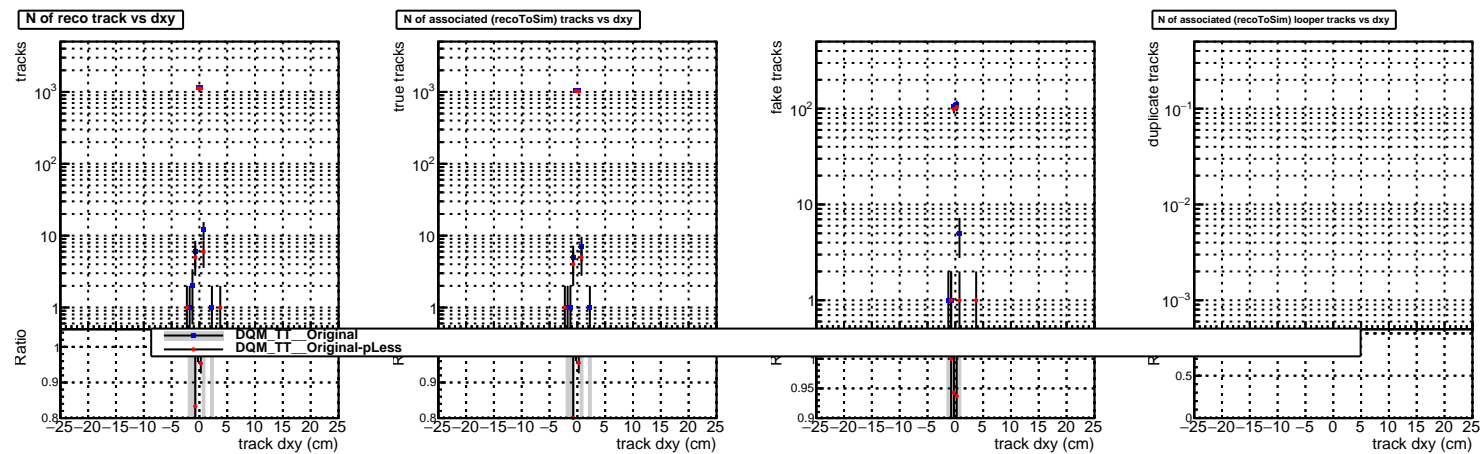 N of reco track vs dxy
N of associated (recoToSim) tracks vs dxy
N of associated (recoToSim) looper tracks vs dxy
tracks
10³
10²
10
1
Ratio
1
0.9
0.8
−25 −20 −15 −10 −5 0 5 10 15 20 25
track dxy (cm)
true tracks
10³
10²
10
1
0.9
0.8
−25 −20 −15 −10 −5 0 5 10 15 20 25
track dxy (cm)
fake tracks
10²
10
1
1
0.95
0.9
−25 −20 −15 −10 −5 0 5 10 15 20 25
track dxy (cm)
duplicate tracks
10⁻¹
10⁻²
10⁻³
0.5
0
−25 −20 −15 −10 −5 0 5 10 15 20 25
track dxy (cm)
DQM_TT__Original
DQM_TT__Original-pLess